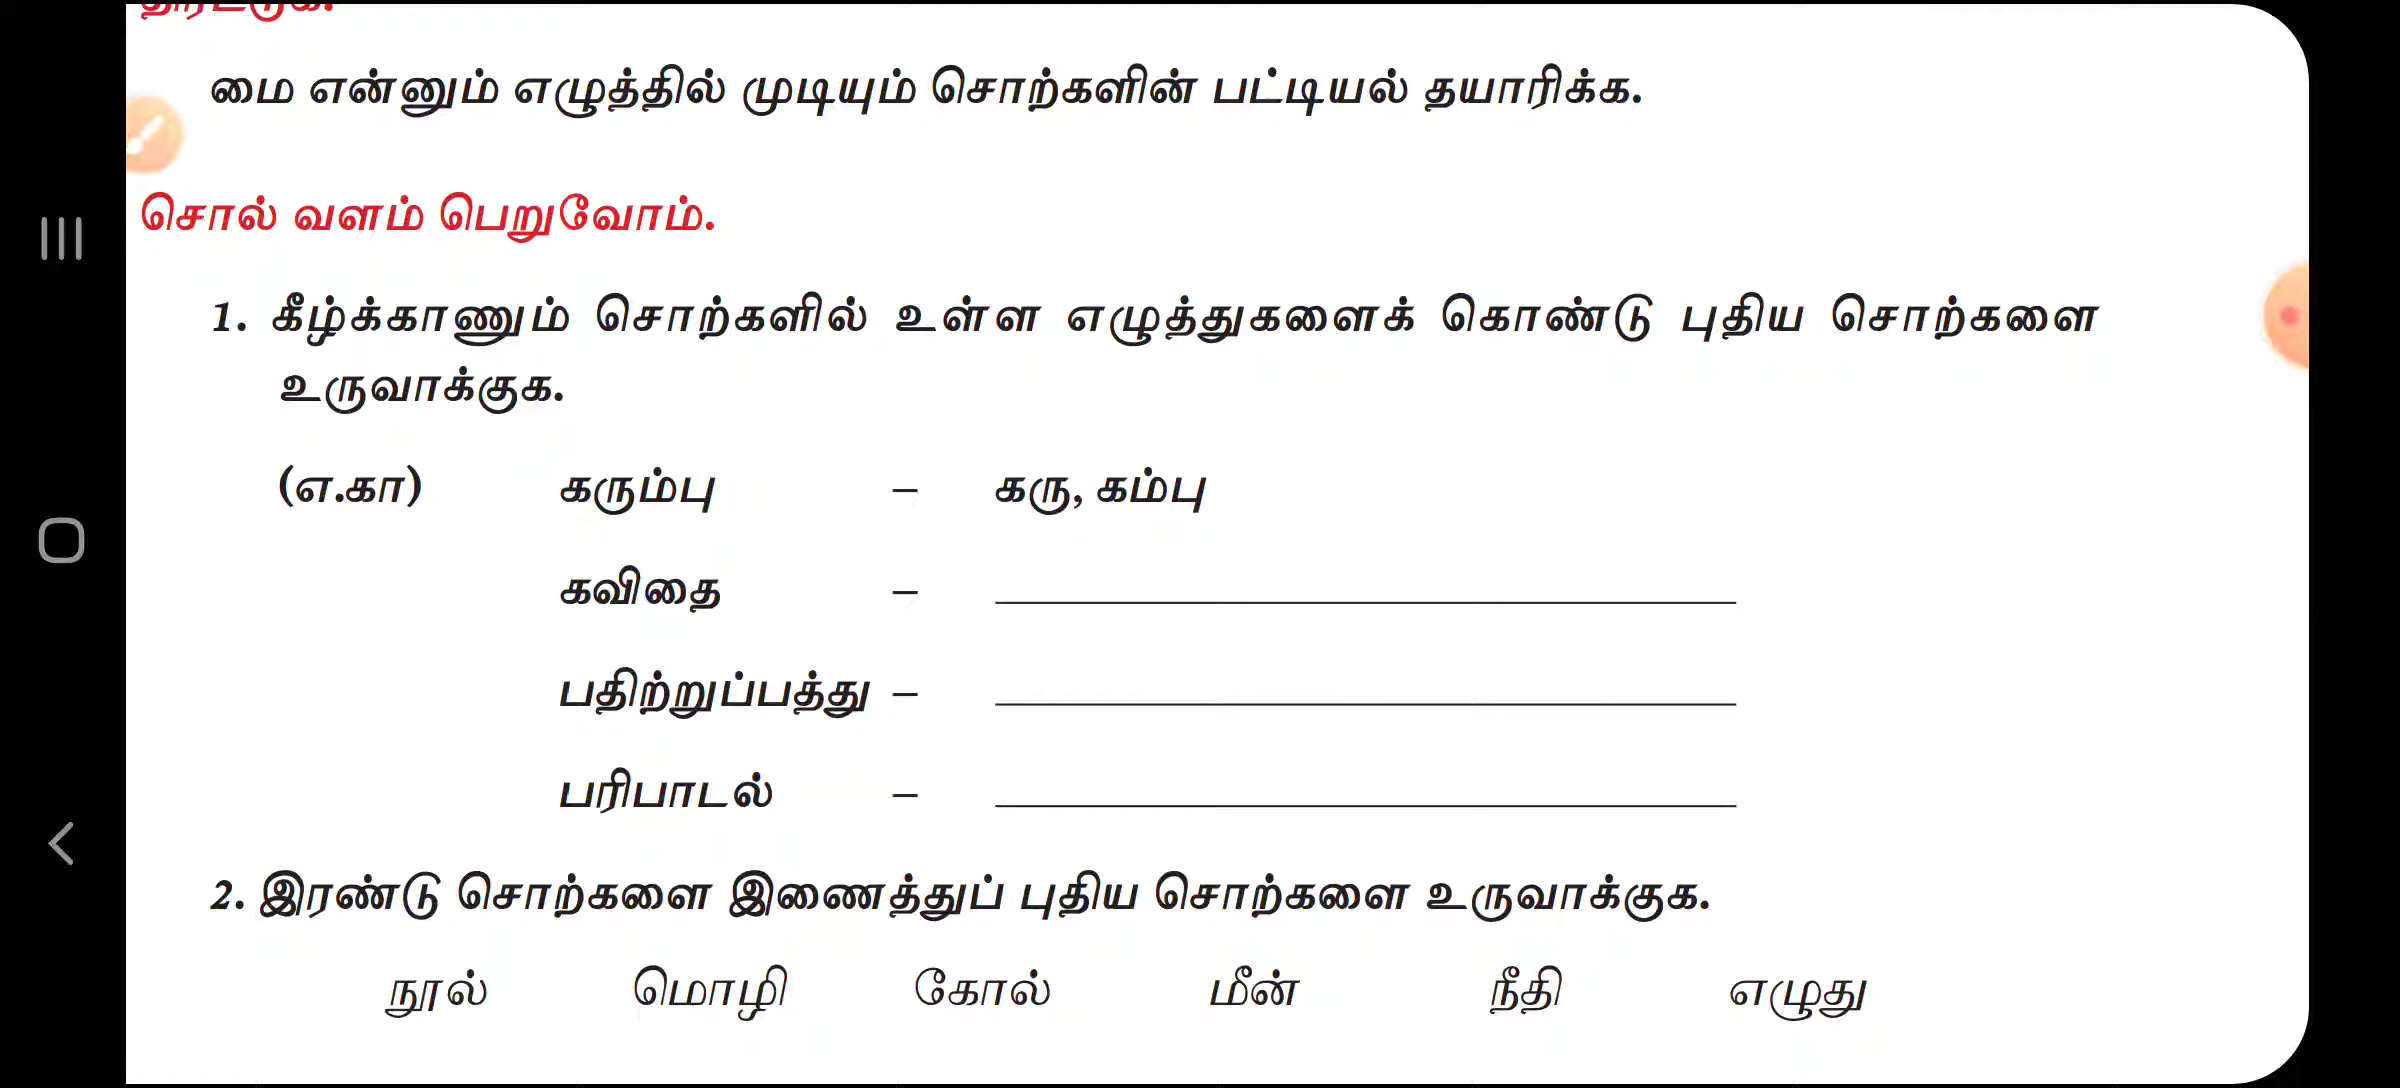 மை என்னும் எழுத்தில் முடியும் சொற்களின் பட்டியல் தயாரிக்க.
சொல் வளம் பெறுவோம்.
1. கீழ்க்காணும் சொற்களில் உள்ள எழுத்துகளைக் கொண்டு புதிய சொற்களை
உருவாக்குக.
(எ.கா) கரும்பு – கரு, கம்பு
கவிதை –
பதிற்றுப்பத்து –
பரிபாடல் –
2. இரண்டு சொற்களை இணைத்துப் புதிய சொற்களை உருவாக்குக.
நூல் மொழி கோல் மீன் நீதி எழுது